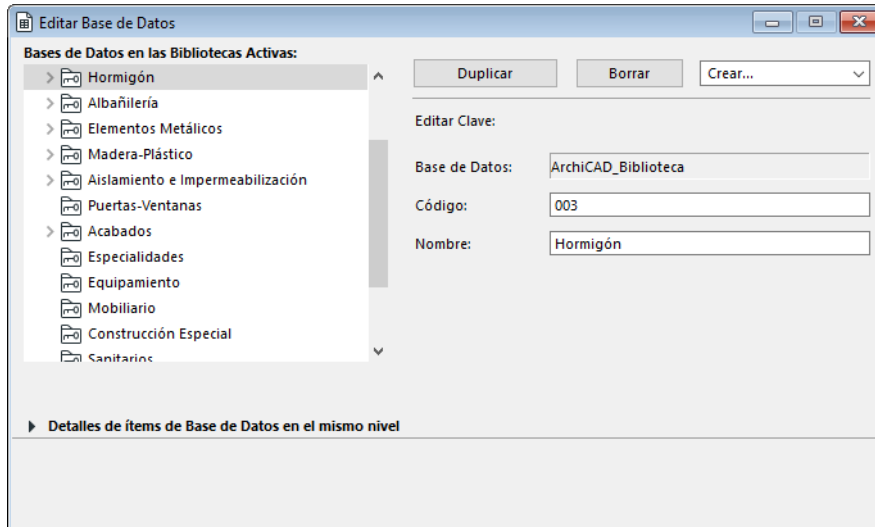 Editar Base de Datos
Bases de Datos en las Bibliotecas Activas:
Hormigón
Albañilería
Elementos Metálicos
Madera-Plástico
Aislamiento e Impermeabilización
Puertas-Ventanas
Acabados
Especialidades
Equipamiento
Mobiliario
Construcción Especial
Sanitarios
Duplicar Borrar Crear...
Editar Clave:
Base de Datos: ArchiCAD_Biblioteca
Código: 003
Nombre: Hormigón
Detalles de ítems de Base de Datos en el mismo nivel